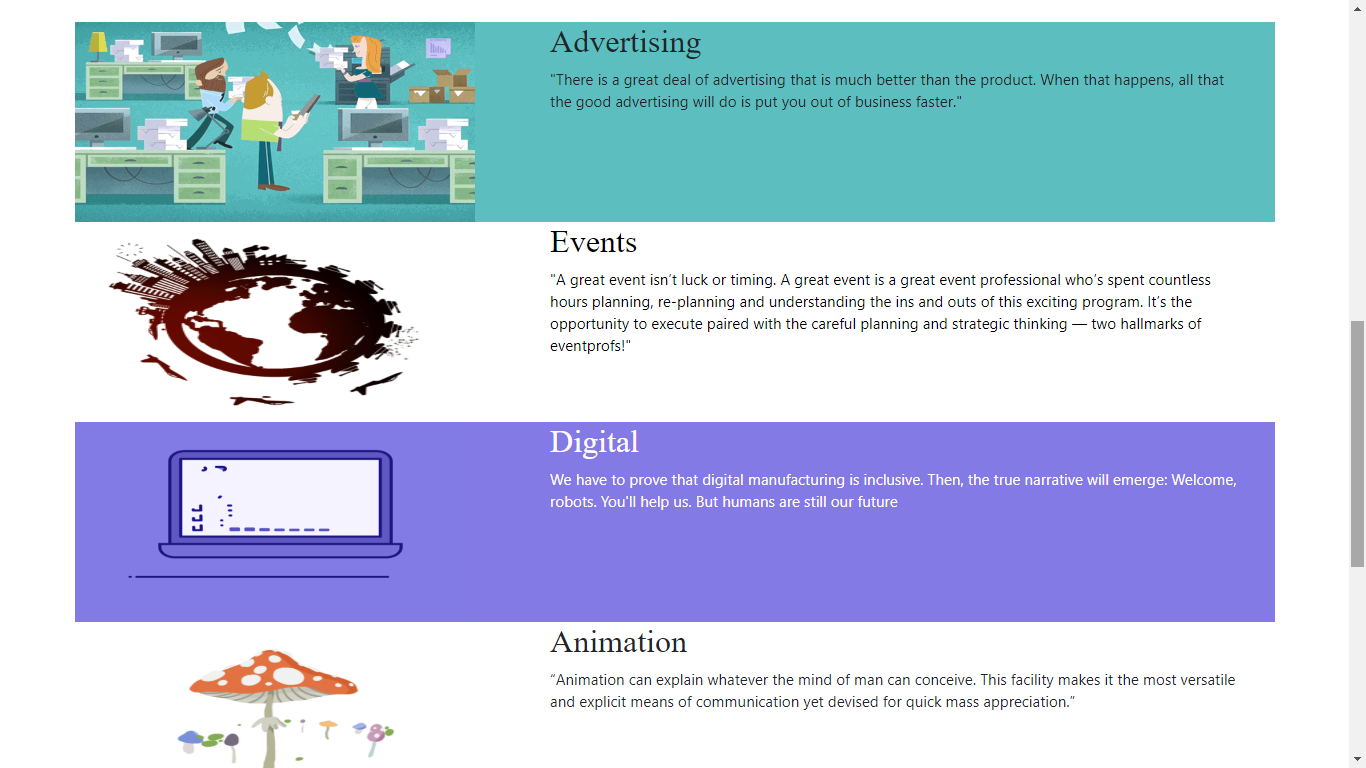 Advertising
"There is a great deal of advertising that is much better than the product. When that happens, all that
the good advertising will do is put you out of business faster."
Events
"A great event isn’t luck or timing. A great event is a great event professional who’s spent countless
hours planning, re-planning and understanding the ins and outs of this exciting program. It’s the
opportunity to execute paired with the careful planning and strategic thinking — two hallmarks of
eventprofs!"
Digital
We have to prove that digital manufacturing is inclusive. Then, the true narrative will emerge: Welcome,
robots. You'll help us. But humans are still our future
Animation
“Animation can explain whatever the mind of man can conceive. This facility makes it the most versatile
and explicit means of communication yet devised for quick mass appreciation.”